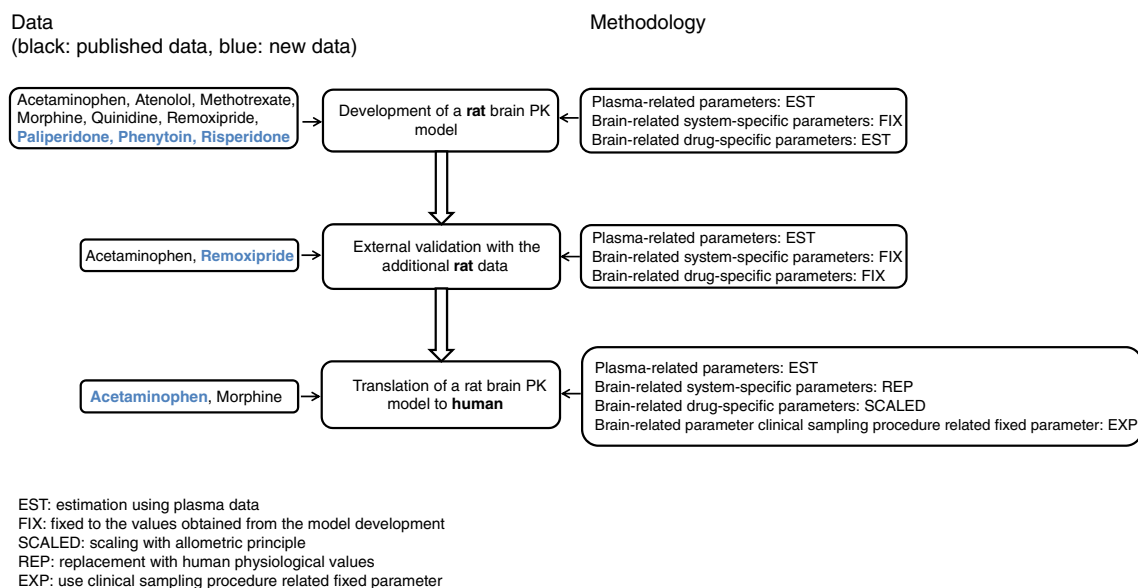 Data
(black: published data, blue: new data)
Methodology
Acetaminophen, Atenolol, Methotrexate,
Morphine, Quinidine, Remoxipride,
Paliperidone, Phenytoin, Risperidone
Development of a rat brain PK
model
Plasma-related parameters: EST
Brain-related system-specific parameters: FIX
Brain-related drug-specific parameters: EST
Acetaminophen, Remoxipride
External validation with the
additional rat data
Plasma-related parameters: EST
Brain-related system-specific parameters: FIX
Brain-related drug-specific parameters: FIX
Acetaminophen, Morphine
Translation of a rat brain PK
model to human
Plasma-related parameters: EST
Brain-related system-specific parameters: REP
Brain-related drug-specific parameters: SCALED
Brain-related parameter clinical sampling procedure related fixed parameter: EXP
EST: estimation using plasma data
FIX: fixed to the values obtained from the model development
SCALED: scaling with allometric principle
REP: replacement with human physiological values
EXP: use clinical sampling procedure related fixed parameter